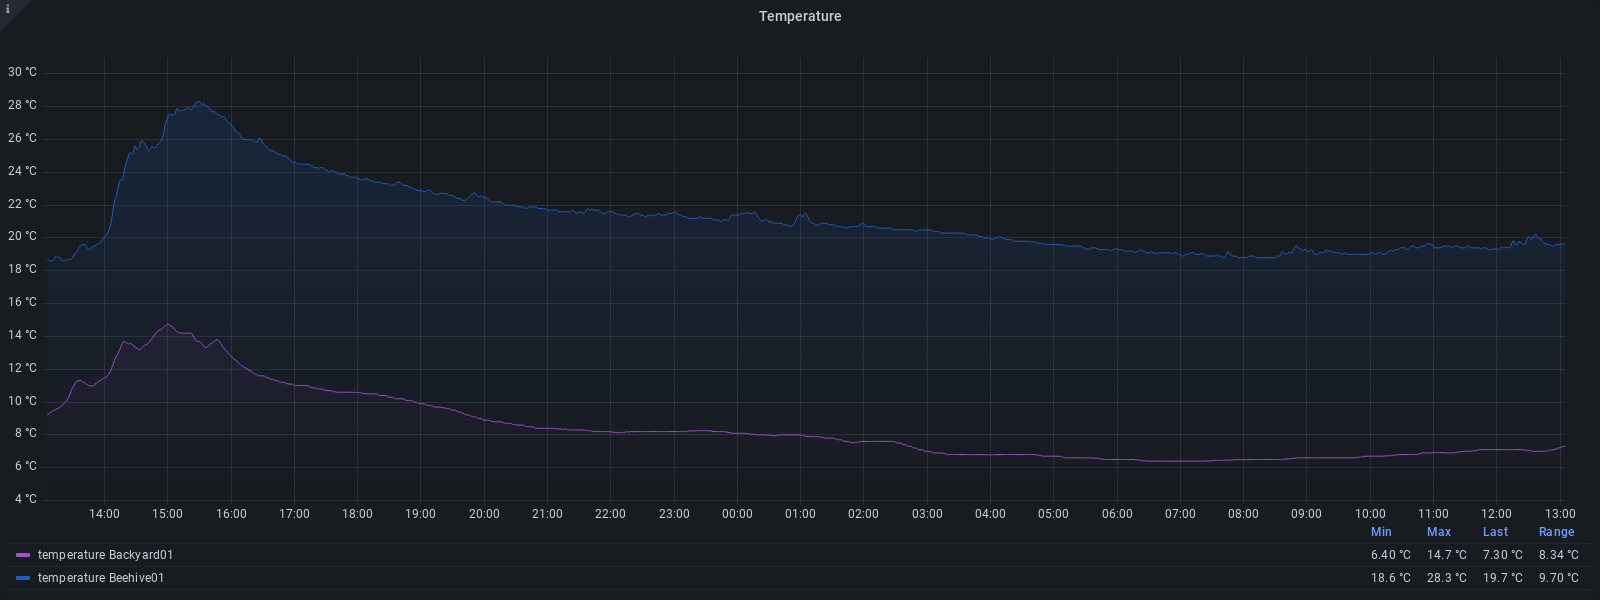 i
Temperature
30 °C
28 °C
26 °C
24 °C
22 °C
20 °C
18 °C
16 °C
14 °C
12 °C
10 °C
8 °C
6 °C
4 °C
14:00 15:00 16:00 17:00 18:00 19:00 20:00 21:00 22:00 23:00 00:00 01:00 02:00 03:00 04:00 05:00 06:00 07:00 08:00 09:00 10:00 11:00 12:00 13:00
Min Max Last Range
temperature Backyard01 6.40 °C 14.7 °C 7.30 °C 8.34 °C
temperature Beehive01 18.6 °C 28.3 °C 19.7 °C 9.70 °C